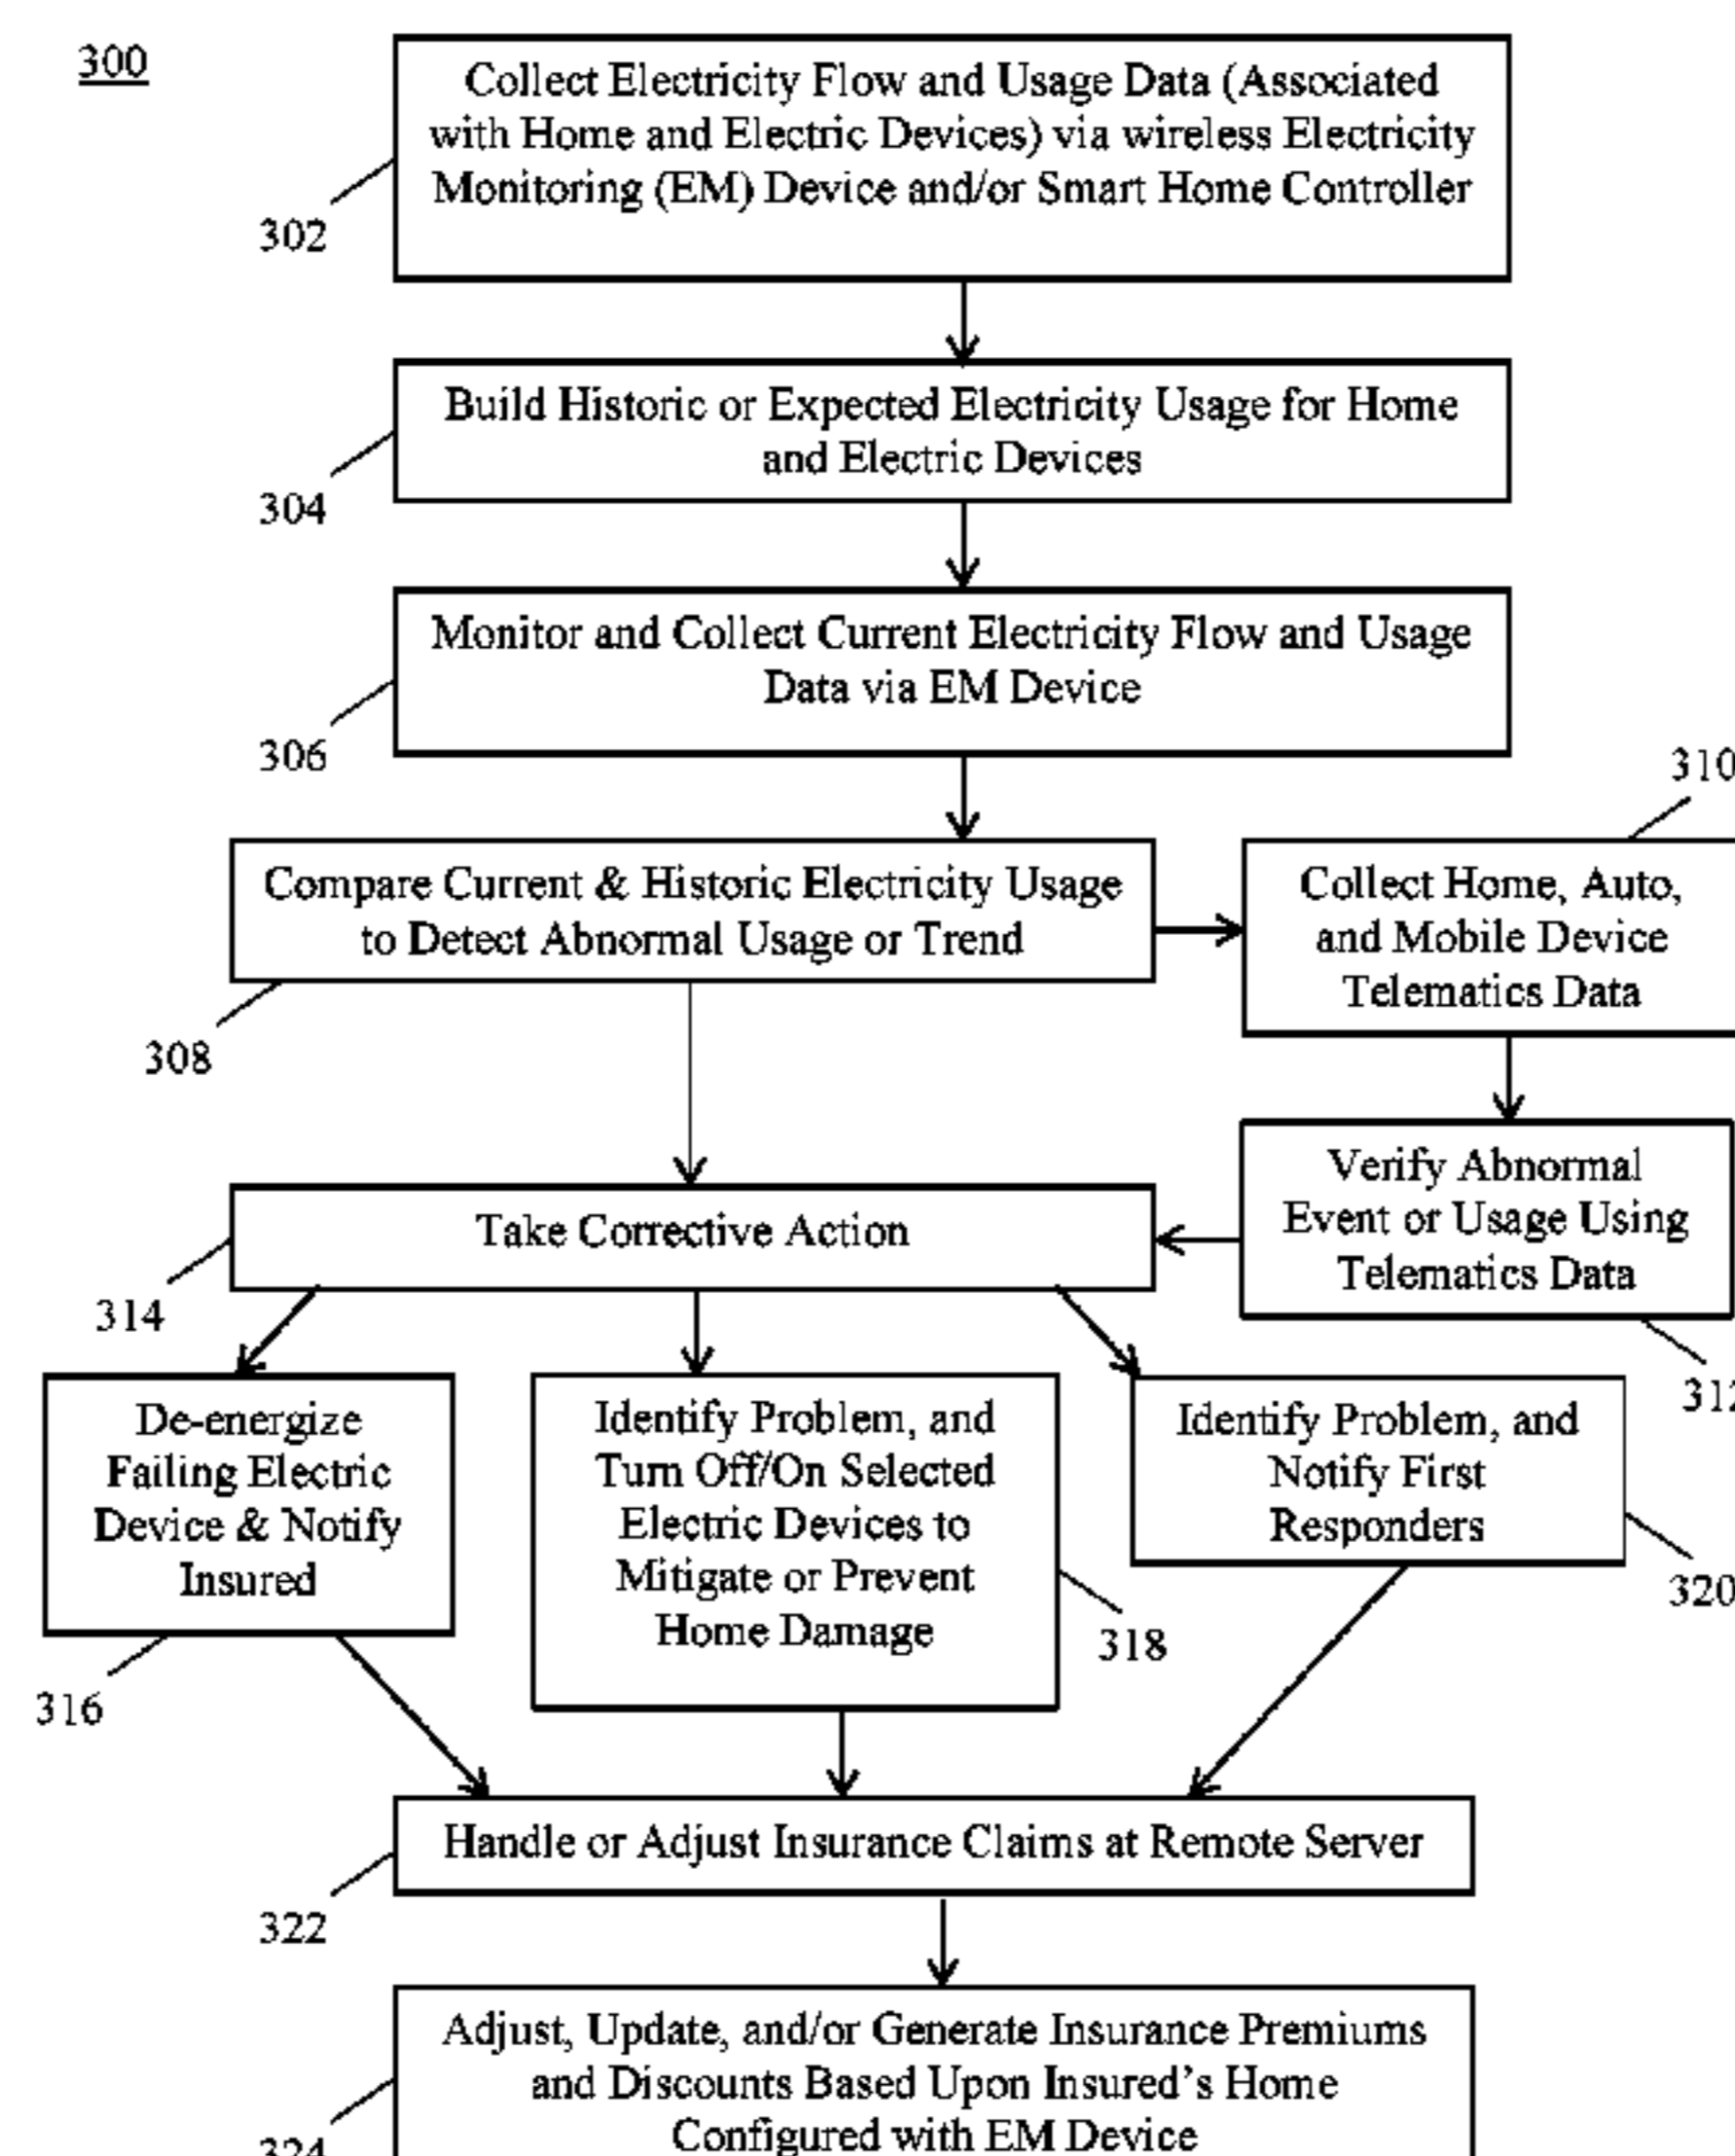 300
Collect Electricity Flow and Usage Data (Associated
with Home and Electric Devices) via wireless Electricity
Monitoring (EM) Device and/or Smart Home Controller
302
Build Historic or Expected Electricity Usage for Home
and Electric Devices
304
Monitor and Collect Current Electricity Flow and Usage
Data via EM Device
306
310
Compare Current & Historic Electricity Usage
to Detect Abnormal Usage or Trend
308
Collect Home, Auto,
and Mobile Device
Telematics Data
Verify Abnormal
Event or Usage Using
Telematics Data
312
Take Corrective Action
314
De-energize
Failing Electric
Device & Notify
Insured
316
Identify Problem, and
Turn Off/On Selected
Electric Devices to
Mitigate or Prevent
Home Damage
318
Identify Problem, and
Notify First
Responders
320
Handle or Adjust Insurance Claims at Remote Server
322
Adjust, Update, and/or Generate Insurance Premiums
and Discounts Based Upon Insured's Home
Configured with EM Device
324